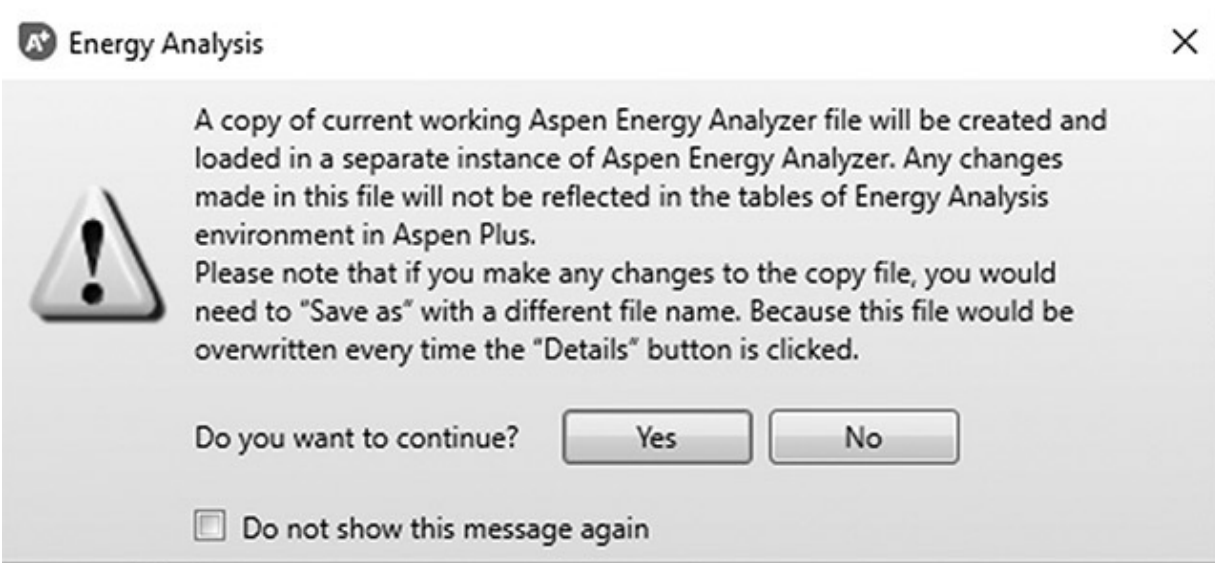 Energy Analysis
A copy of current working Aspen Energy Analyzer file will be created and
loaded in a separate instance of Aspen Energy Analyzer. Any changes
made in this file will not be reflected in the tables of Energy Analysis
environment in Aspen Plus.
Please note that if you make any changes to the copy file, you would
need to “Save as” with a different file name. Because this file would be
overwritten every time the “Details” button is clicked.
Do you want to continue? Yes No
Do not show this message again